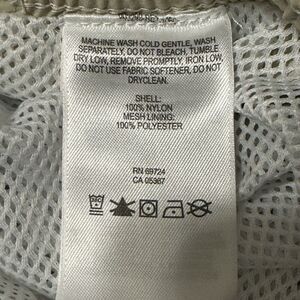 MACHINE WASH COLD GENTLE, WASH
SEPARATELY, DO NOT BLEACH, TUMBLE
DRY LOW, REMOVE PROMPTLY, IRON LOW,
DO NOT USE FABRIC SOFTENER, DO NOT
DRYCLEAN.
SHELL:
100% NYLON
MESH LINING:
100% POLYESTER
RN 69724
CA 05367